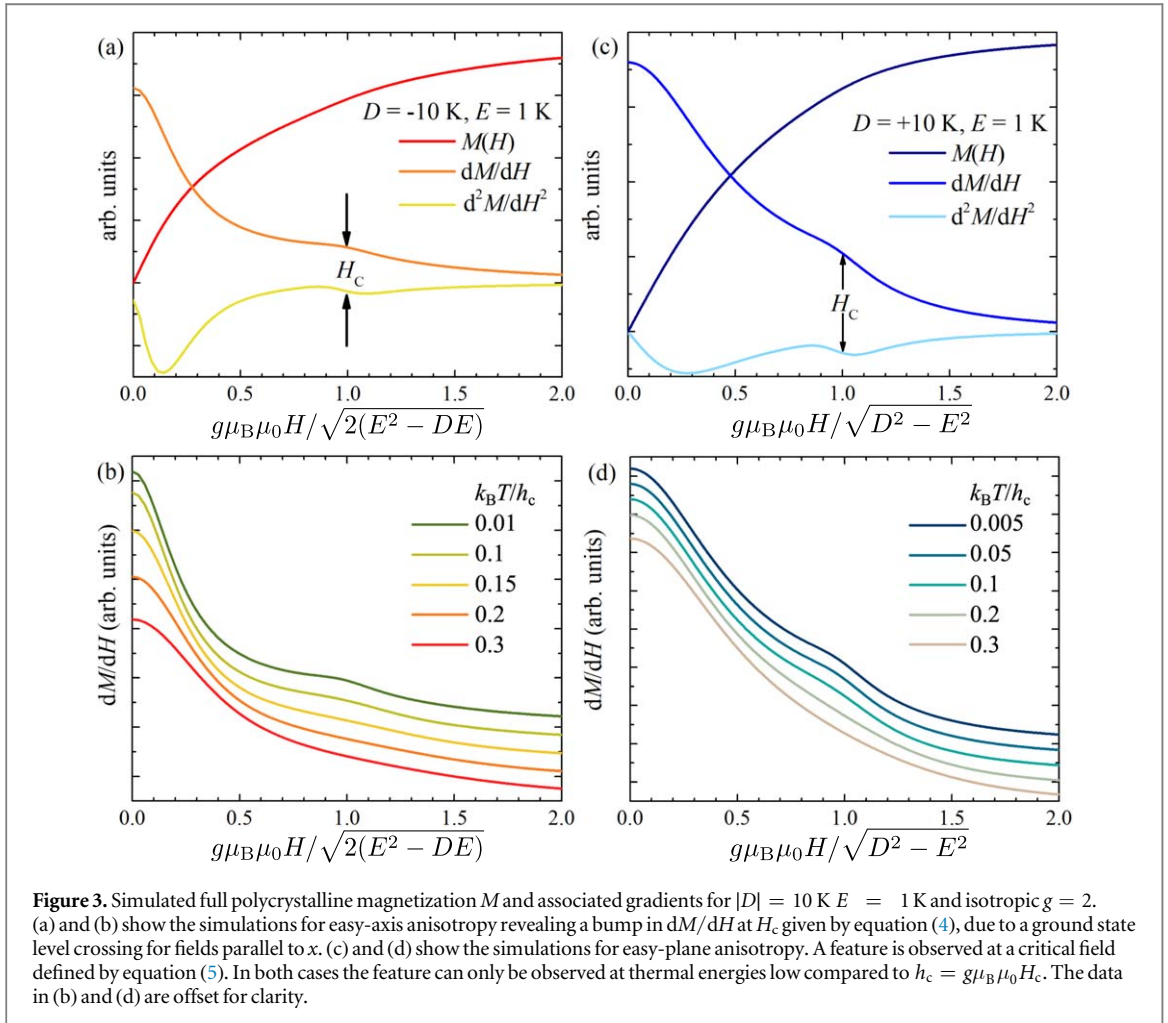 (a)
D = -10 K, E = 1 K
M(H)
dM/dH
d²M/dH²
H_C
arb. units
0.0 0.5 1.0 1.5 2.0
gμ_Bμ₀H/√2(E² − DE)
(c)
D = +10 K, E = 1 K
M(H)
dM/dH
d²M/dH²
H_C
arb. units
0.0 0.5 1.0 1.5 2.0
gμ_Bμ₀H/√D² − E²
(b)
k_BT/h_c
0.01
0.1
0.15
0.2
0.3
dM/dH (arb. units)
0.0 0.5 1.0 1.5 2.0
gμ_Bμ₀H/√2(E² − DE)
(d)
k_BT/h_c
0.005
0.05
0.1
0.2
0.3
dM/dH (arb. units)
0.0 0.5 1.0 1.5 2.0
gμ_Bμ₀H/√D² − E²
Figure 3. Simulated full polycrystalline magnetization M and associated gradients for |D| = 10 K E = 1 K and isotropic g = 2.
(a) and (b) show the simulations for easy-axis anisotropy revealing a bump in dM/dH at H_c given by equation (4), due to a ground state
level crossing for fields parallel to x. (c) and (d) show the simulations for easy-plane anisotropy. A feature is observed at a critical field
defined by equation (5). In both cases the feature can only be observed at thermal energies low compared to h_c = gμ_Bμ₀H_c. The data
in (b) and (d) are offset for clarity.